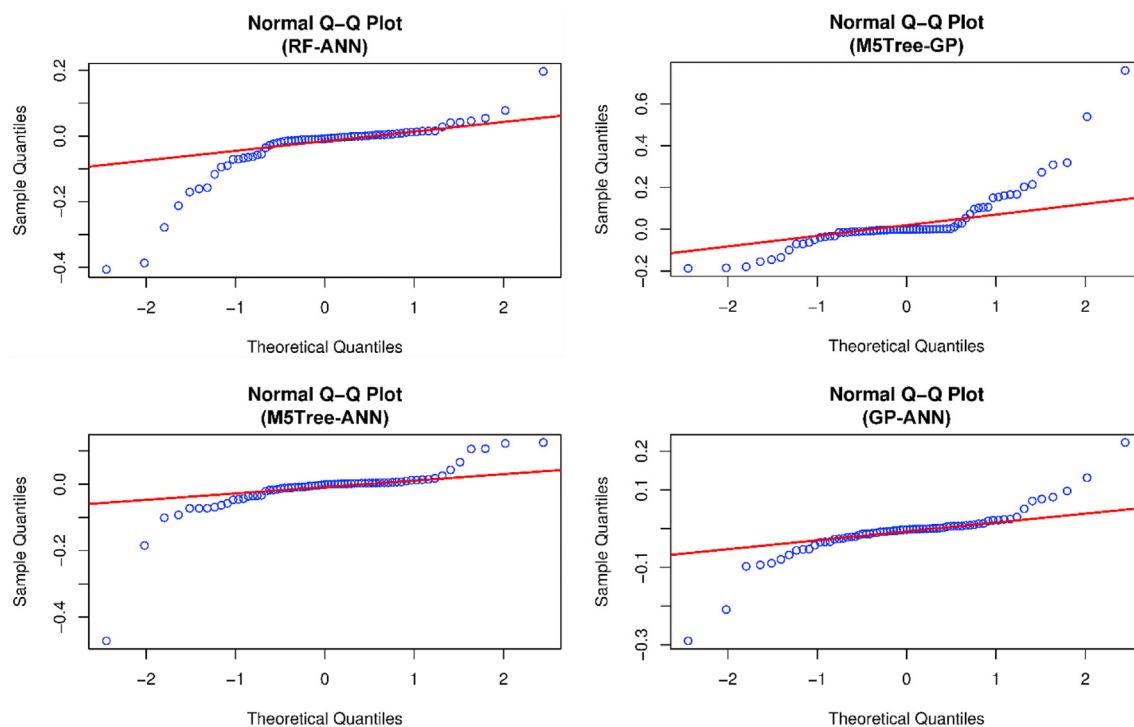 Normal Q–Q Plot
(RF-ANN)
Sample Quantiles
0.2
0.0
−0.2
−0.4
−2 −1 0 1 2
Theoretical Quantiles
Normal Q–Q Plot
(M5Tree-GP)
Sample Quantiles
0.6
0.4
0.2
0.0
−0.2
−2 −1 0 1 2
Theoretical Quantiles
Normal Q–Q Plot
(M5Tree-ANN)
Sample Quantiles
0.0
−0.2
−0.4
−2 −1 0 1 2
Theoretical Quantiles
Normal Q–Q Plot
(GP-ANN)
Sample Quantiles
0.2
0.1
−0.1
−0.3
−2 −1 0 1 2
Theoretical Quantiles